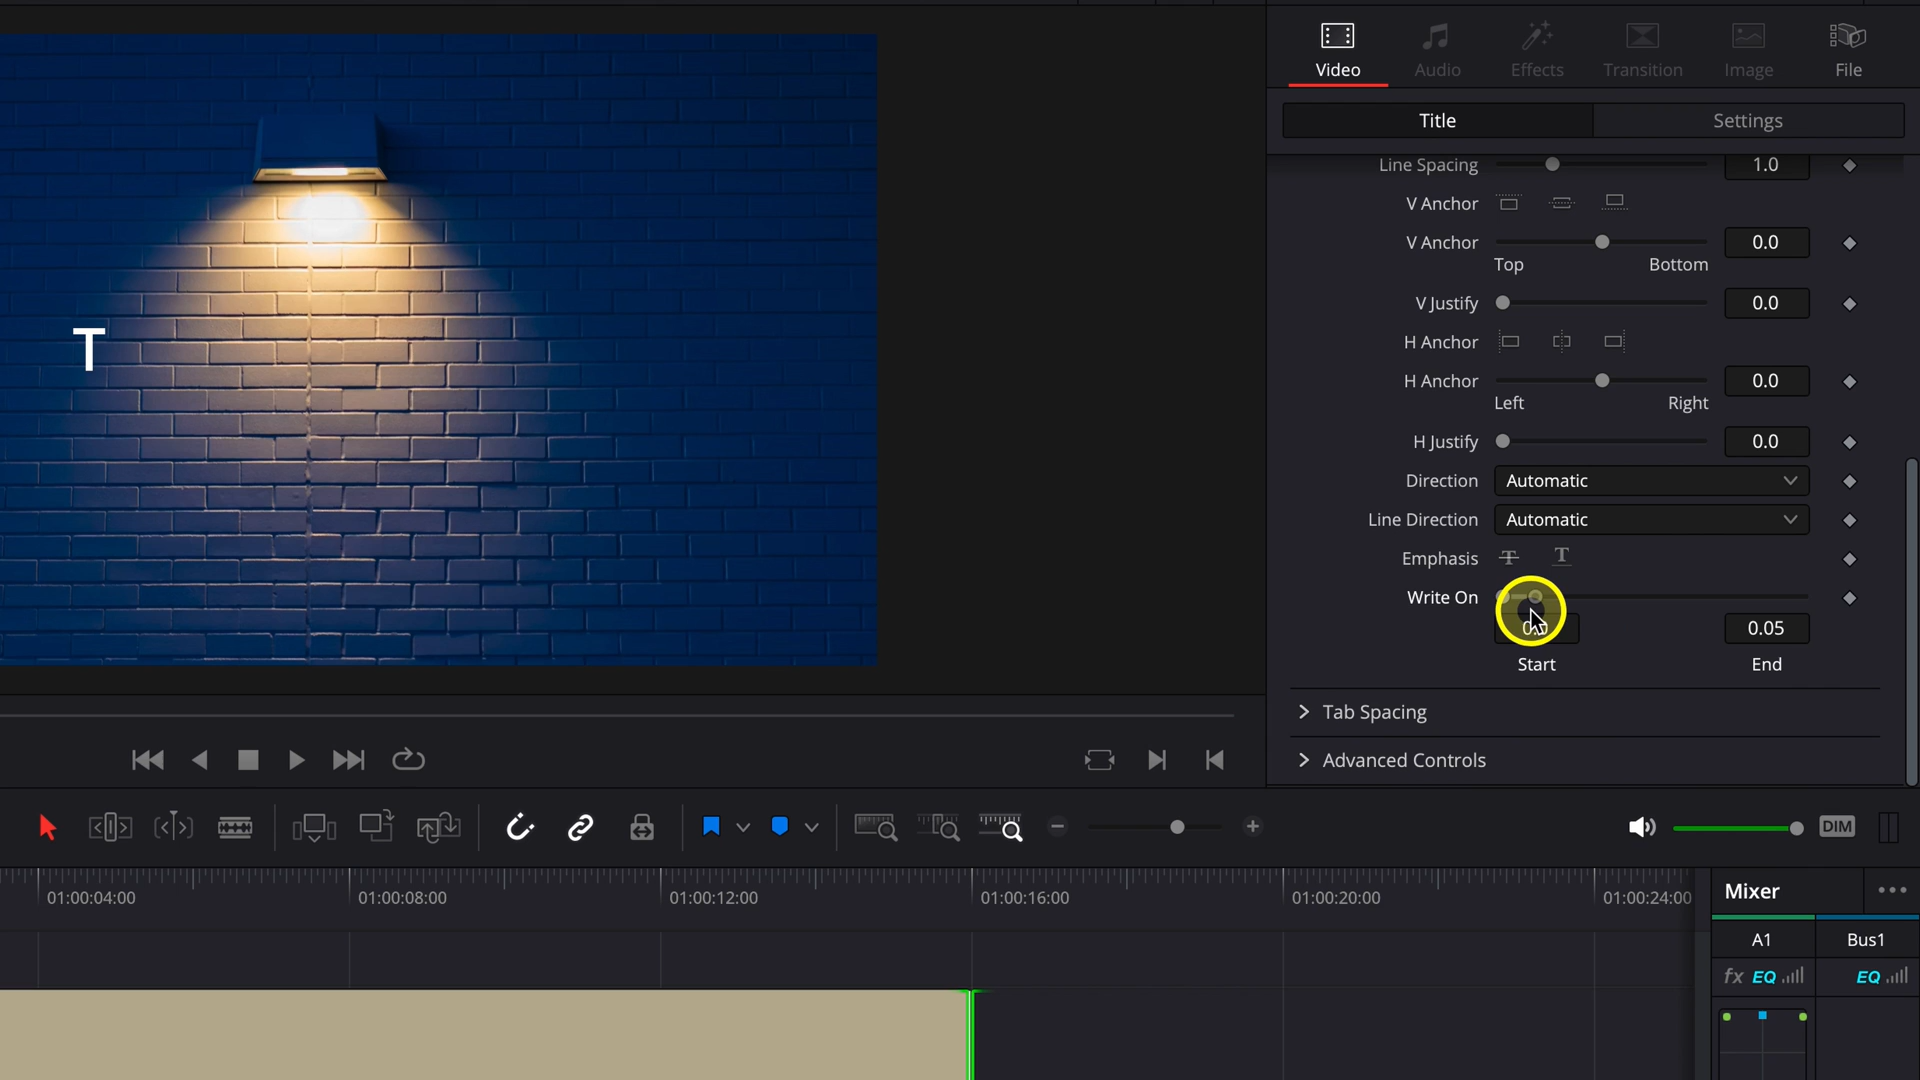 Video Audio Effects Transition Image File
Title Settings
Line Spacing 1.0
V Anchor
V Anchor 0.0
Top Bottom
V Justify 0.0
H Anchor
H Anchor 0.0
Left Right
H Justify 0.0
Direction Automatic
Line Direction Automatic
Emphasis T T
Write On
0.0 0.05
Start End
Tab Spacing
Advanced Controls
T
DIM
01:00:04:00 01:00:08:00 01:00:12:00 01:00:16:00 01:00:20:00 01:00:24:00
Mixer
A1 Bus1
fx EQ EQ